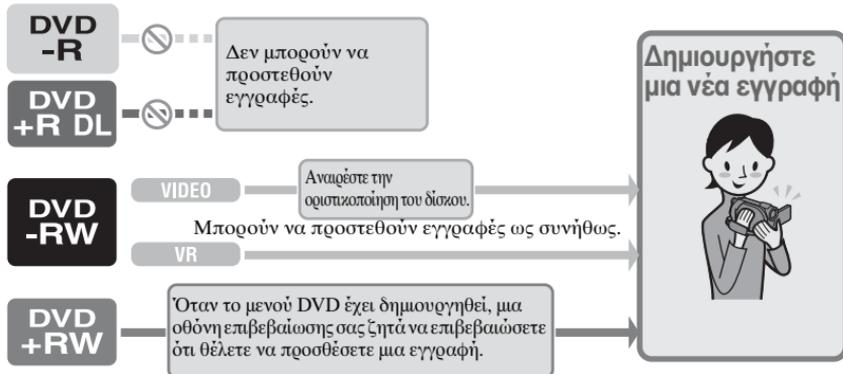 DVD
-R
Δεν μπορούν να
προστεθούν
εγγραφές.
DVD
+R DL
DVD
-RW
VIDEO
Αναιρέστε την
οριστικοποίηση του δίσκου.
Μπορούν να προστεθούν εγγραφές ως συνήθως.
VR
DVD
+RW
Όταν το μενού DVD έχει δημιουργηθεί, μια
οθόνη επιβεβαίωσης σας ζητά να επιβεβαιώσετε
ότι θέλετε να προσθέσετε μια εγγραφή.
Δημιουργήστε
μια νέα εγγραφή